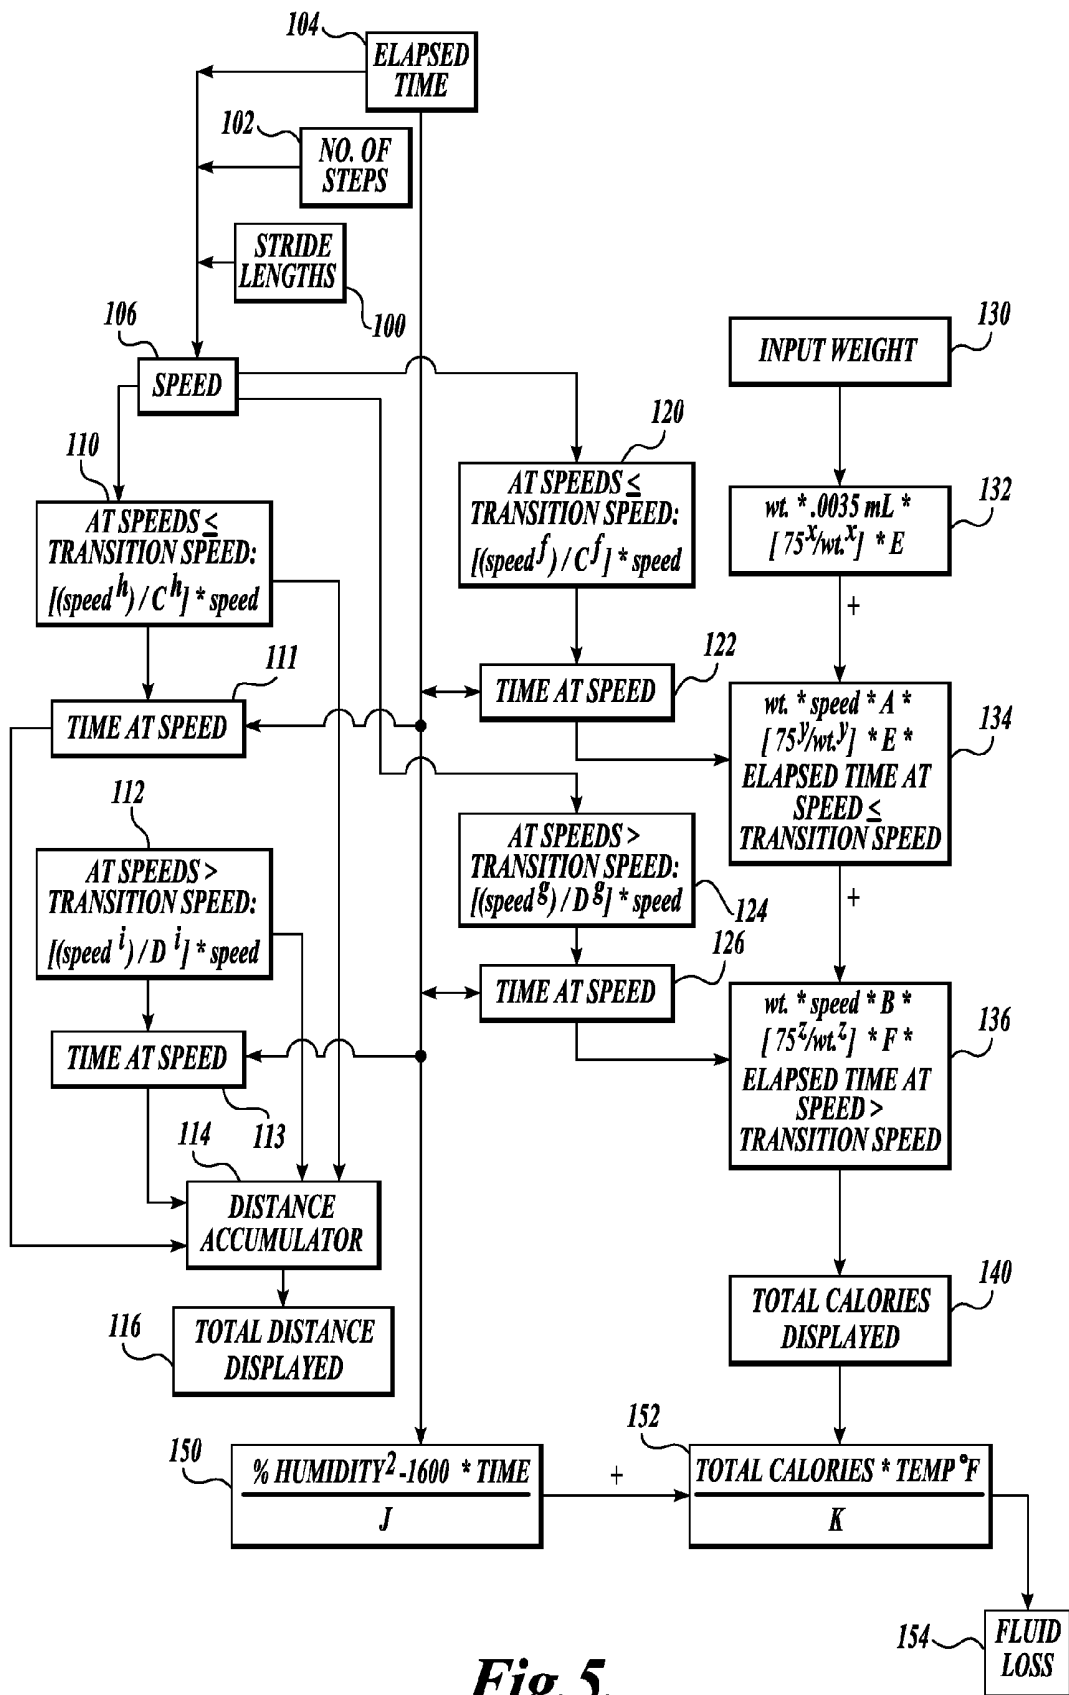 104
ELAPSED
TIME
102
NO. OF
STEPS
STRIDE
LENGTHS
100
106
SPEED
130
INPUT WEIGHT
110
AT SPEEDS ≤
TRANSITION SPEED:
[(speed^h) / C^h] * speed
120
AT SPEEDS ≤
TRANSITION SPEED:
[(speed^f) / C^f] * speed
132
wt. * .0035 mL *
[ 75^x/wt.^x] * E
+
111
TIME AT SPEED
122
TIME AT SPEED
134
wt. * speed * A *
[ 75^y/wt.^y] * E *
ELAPSED TIME AT
SPEED ≤
TRANSITION SPEED
+
112
AT SPEEDS >
TRANSITION SPEED:
[(speed^i) / D^i] * speed
AT SPEEDS >
TRANSITION SPEED:
[(speed^g) / D^g] * speed
124
126
TIME AT SPEED
TIME AT SPEED
113
136
wt. * speed * B *
[ 75^z/wt.^z] * F *
ELAPSED TIME AT
SPEED >
TRANSITION SPEED
114
DISTANCE
ACCUMULATOR
116
TOTAL DISTANCE
DISPLAYED
140
TOTAL CALORIES
DISPLAYED
150
% HUMIDITY²-1600 * TIME
J
+
152
TOTAL CALORIES * TEMP °F
K
154
FLUID
LOSS
Fig. 5.